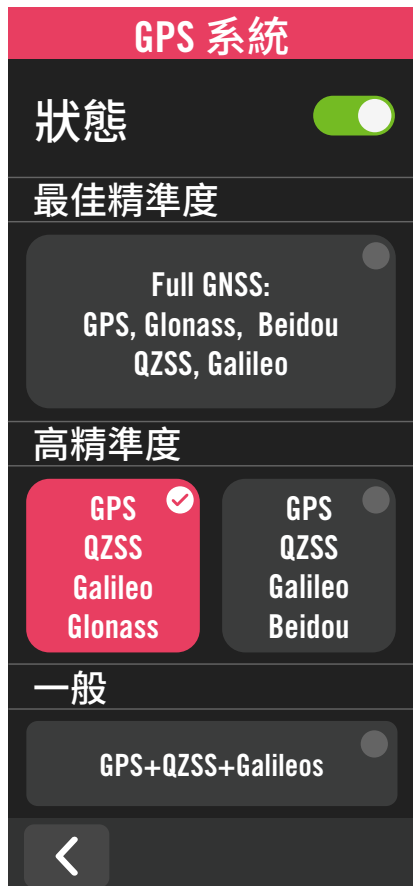 GPS 系統
狀態
最佳精準度
Full GNSS:
GPS, Glonass, Beidou
QZSS, Galileo
高精準度
GPS
QZSS
Galileo
Glonass
GPS
QZSS
Galileo
Beidou
一般
GPS+QZSS+Galileos